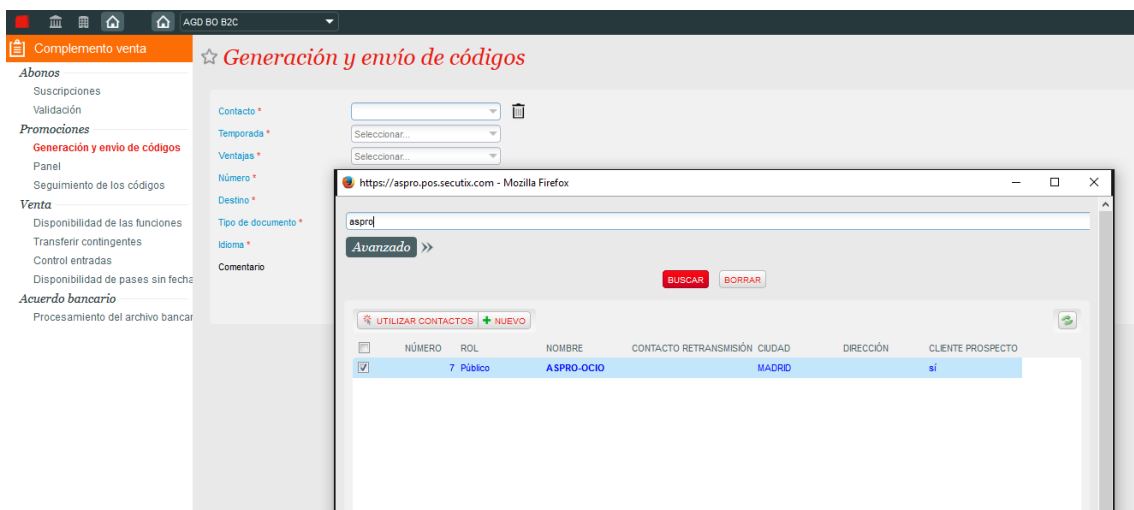 AGD BO B2C
Complemento venta
Generación y envío de códigos
Abonos
Suscripciones
Validación
Promociones
Generación y envio de códigos
Panel
Seguimiento de los códigos
Venta
Disponibilidad de las funciones
Transferir contingentes
Control entradas
Disponibilidad de pases sin fecha
Acuerdo bancario
Procesamiento del archivo bancar
Contacto *
Temporada * Seleccionar...
Ventajas * Seleccionar...
Número *
Destino *
Tipo de documento *
Idioma *
Comentario
https://aspro.pos.secutix.com - Mozilla Firefox
aspro
Avanzado »
BUSCAR BORRAR
UTILIZAR CONTACTOS NUEVO
NÚMERO ROL NOMBRE CONTACTO RETRANSMISIÓN CIUDAD DIRECCIÓN CLIENTE PROSPECTO
7 Público ASPRO-OCIO MADRID sí